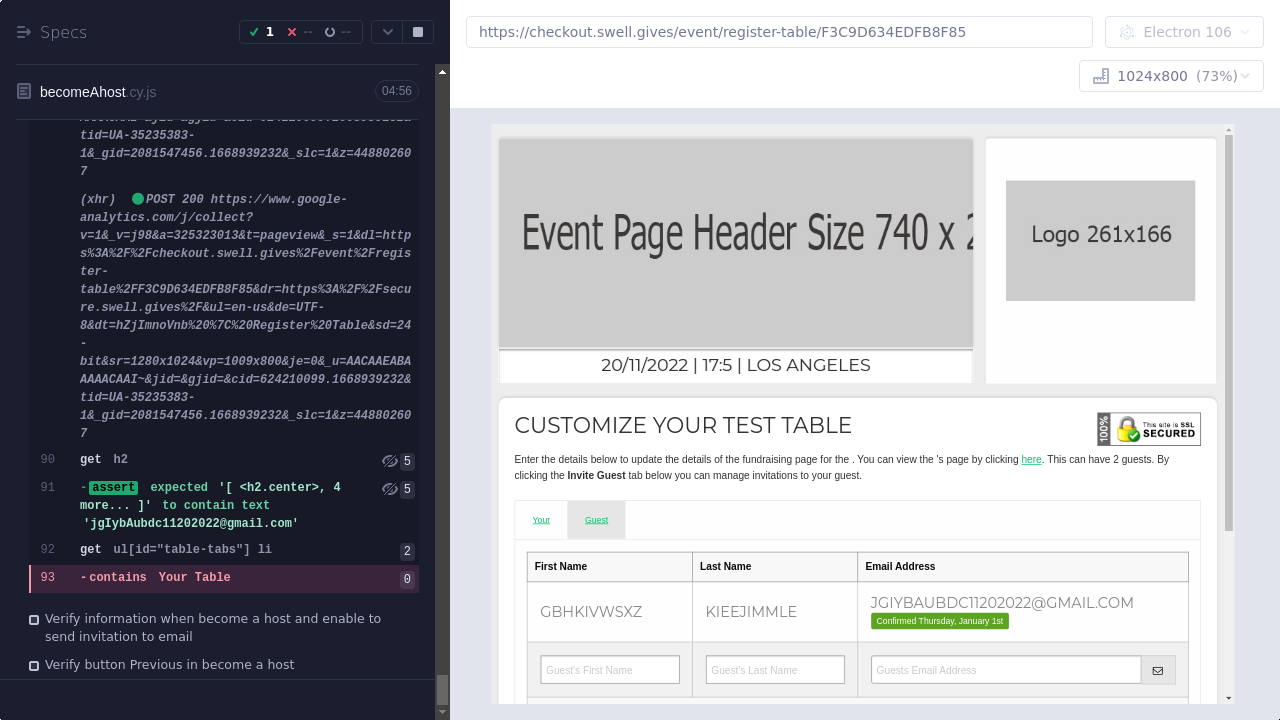 Specs
1
--
--
becomeAhost.cy.js
04:56
tid=UA-35235383-
1&_gid=2081547456.1668939232&_slc=1&z=44880260
7
(xhr) POST 200 https://www.google-
analytics.com/j/collect?
v=1&_v=j98&a=325323013&t=pageview&_s=1&dl=http
s%3A%2F%2Fcheckout.swell.gives%2Fevent%2Fregis
ter-
table%2FF3C9D634EDFB8F85&dr=https%3A%2F%2Fsecu
re.swell.gives%2F&ul=en-us&de=UTF-
8&dt=hZjImnoVnb%20%7C%20Register%20Table&sd=24
-
bit&sr=1280x1024&vp=1009x800&je=0&_u=AACAAEABA
AAAACAAI~&jid=&gjid=&cid=624210099.1668939232&
tid=UA-35235383-
1&_gid=2081547456.1668939232&_slc=1&z=44880260
7
90 get h2 5
91 -assert expected '[ <h2.center>, 4 5
more... ]' to contain text
'jgIybAubdc11202022@gmail.com'
92 get ul[id="table-tabs"] li 2
93 -contains Your Table 0
Verify information when become a host and enable to
send invitation to email
Verify button Previous in become a host
https://checkout.swell.gives/event/register-table/F3C9D634EDFB8F85
Electron 106
1024x800 (73%)
Event Page Header Size 740 x 2
Logo 261x166
20/11/2022 | 17:5 | LOS ANGELES
CUSTOMIZE YOUR TEST TABLE
100%
This site is SSL
SECURED
Enter the details below to update the details of the fundraising page for the . You can view the 's page by clicking here. This can have 2 guests. By
clicking the Invite Guest tab below you can manage invitations to your guest.
Your
Guest
First Name Last Name Email Address
GBHKIVWSXZ KIEEJIMMLE JGIYBAUBDC11202022@GMAIL.COM
Confirmed Thursday, January 1st
Guest's First Name Guest's Last Name Guests Email Address